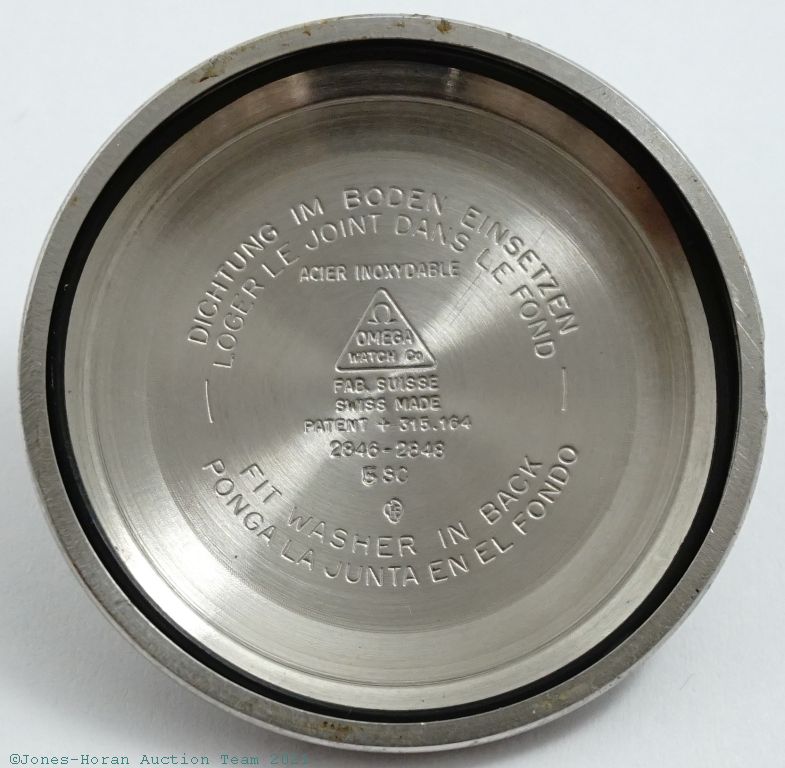 DICHTUNG IM BODEN EINSETZEN
LOGER LE JOINT DANS LE FOND
ACIER INOXYDABLE
Ω
OMEGA
WATCH Co
FAB. SUISSE
SWISS MADE
PATENT + 315.164
2846-2848
SC
FIT WASHER IN BACK
PONGA LA JUNTA EN EL FONDO
©Jones-Horan Auction Team 2021